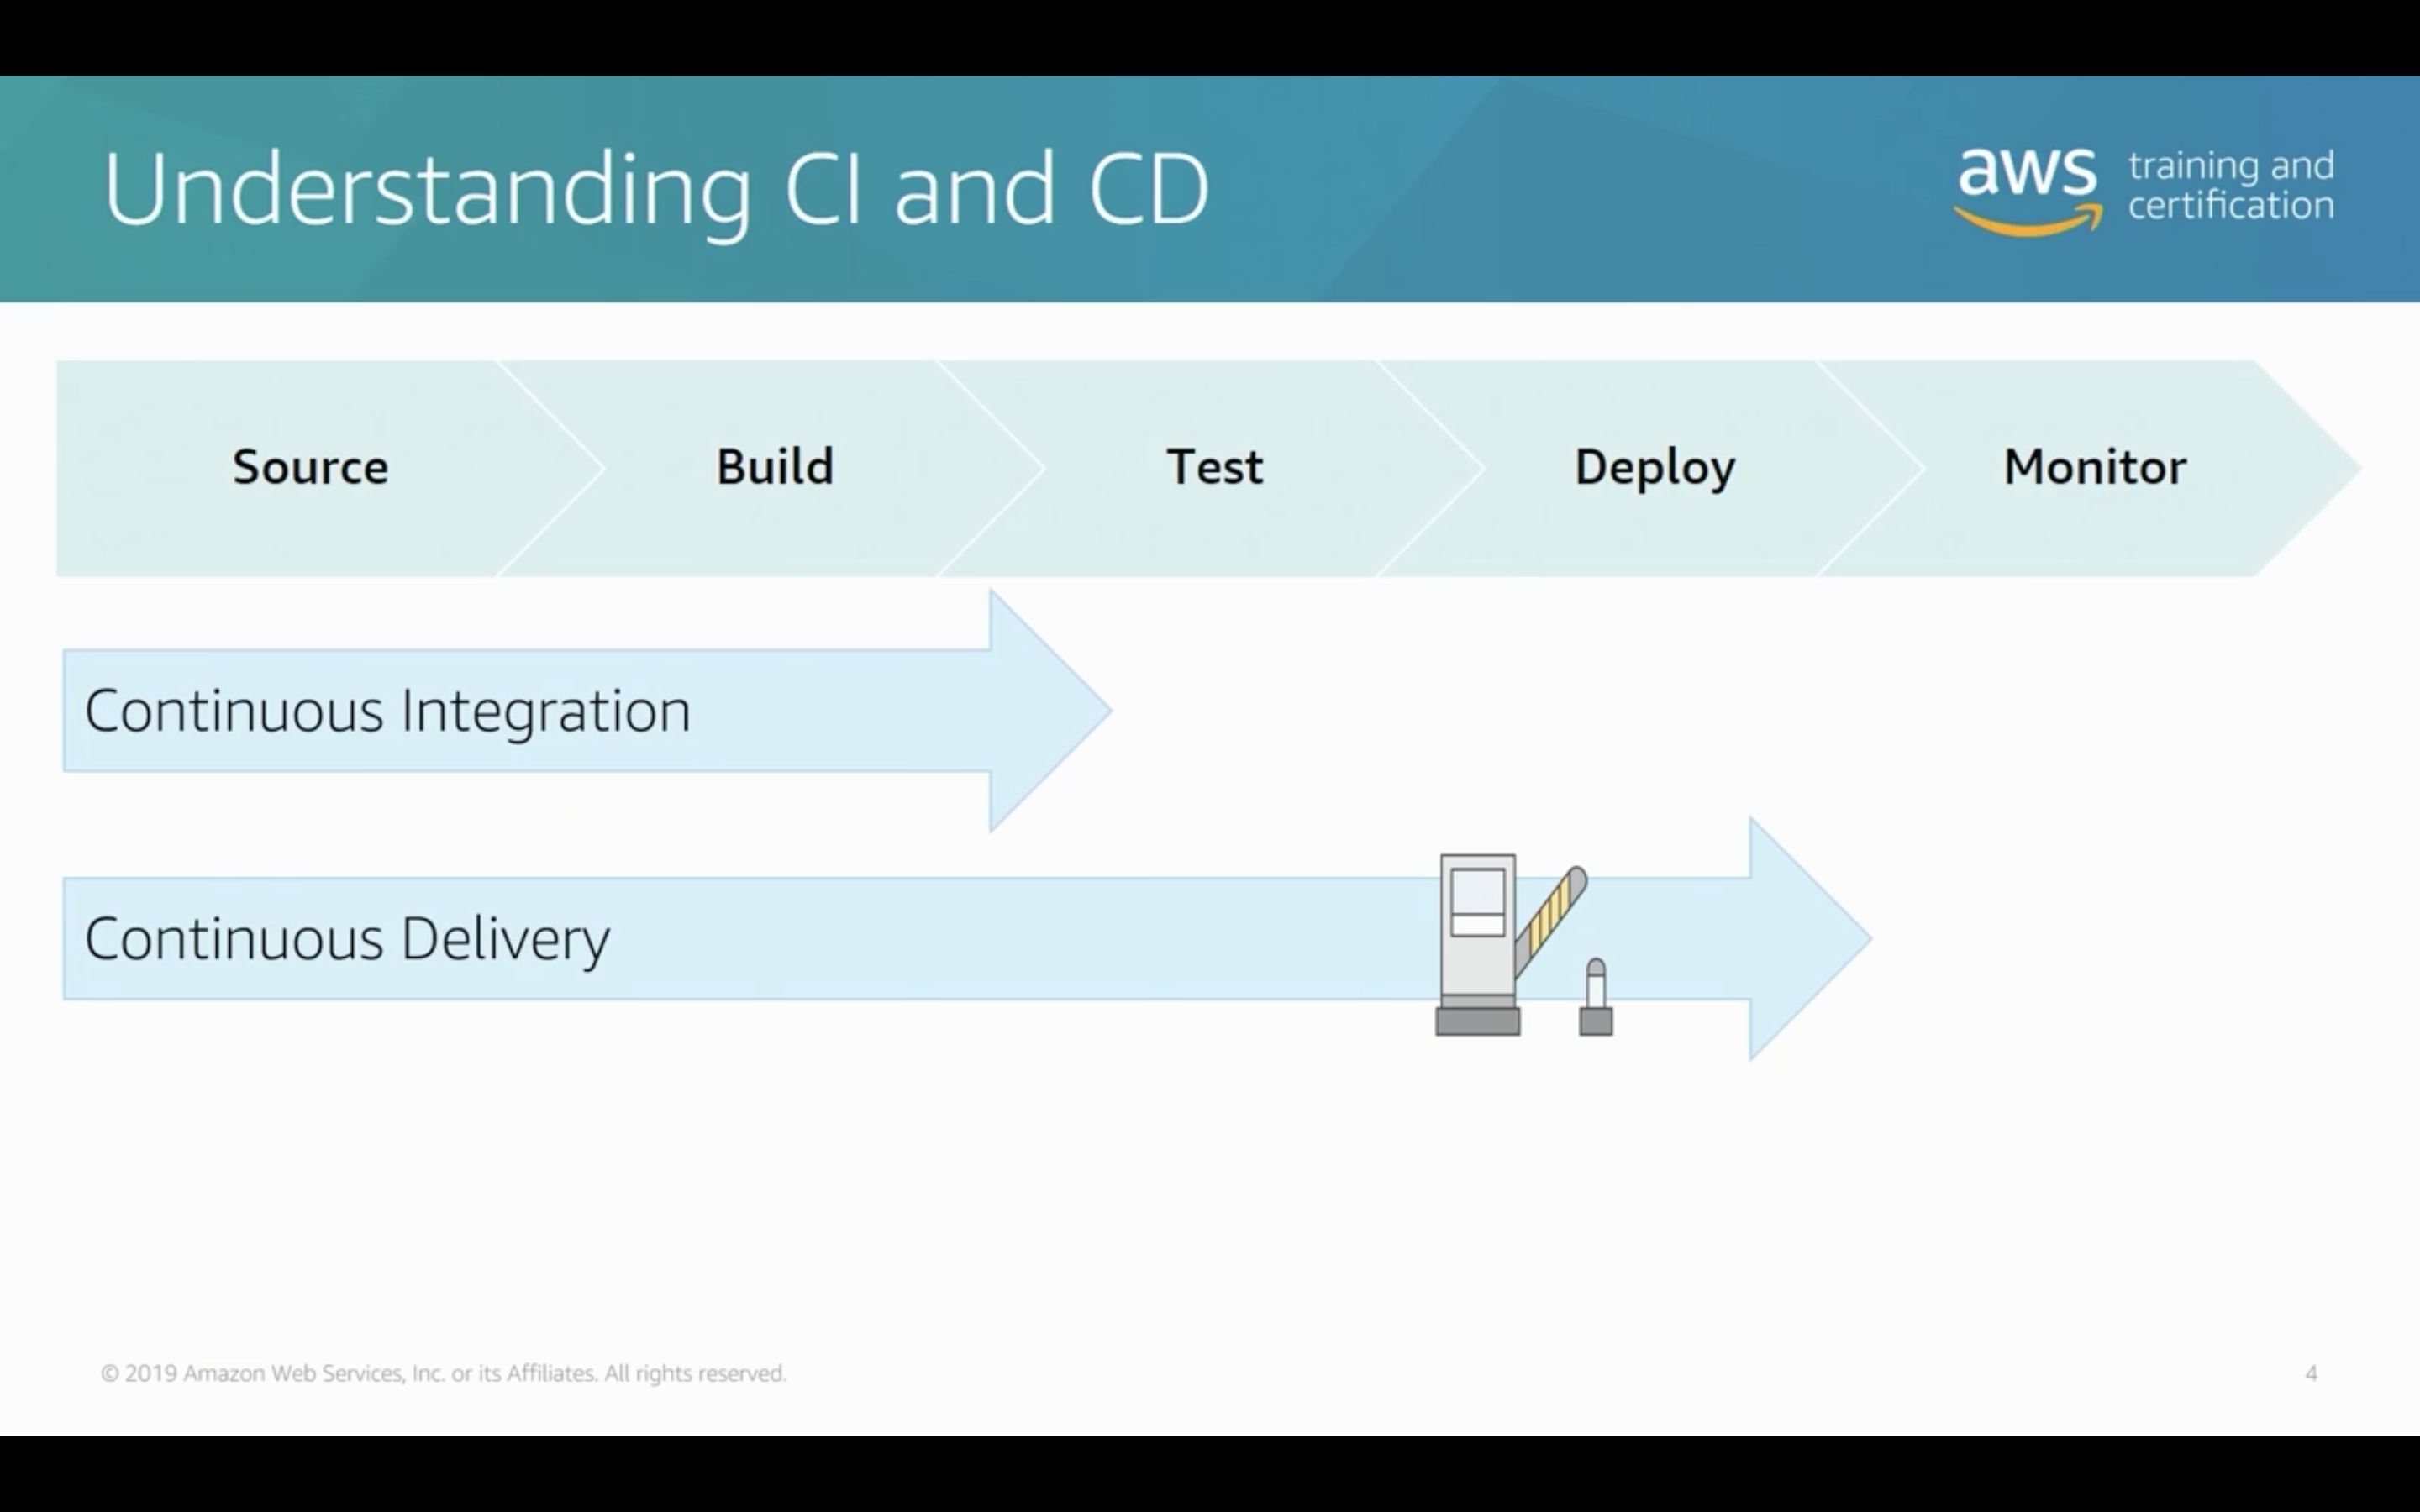 Understanding CI and CD
aws training and
certification
Source
Build
Test
Deploy
Monitor
Continuous Integration
Continuous Delivery
© 2019 Amazon Web Services, Inc. or its Affiliates. All rights reserved.
4